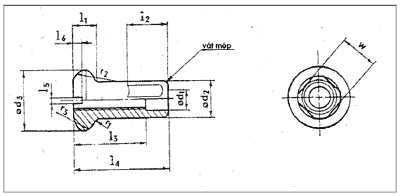 l₁
l₂
l₆
r₂
vát mép
w
ød₃
l₅
ød₁
ød₂
r₃
r₁
l₃
l₄